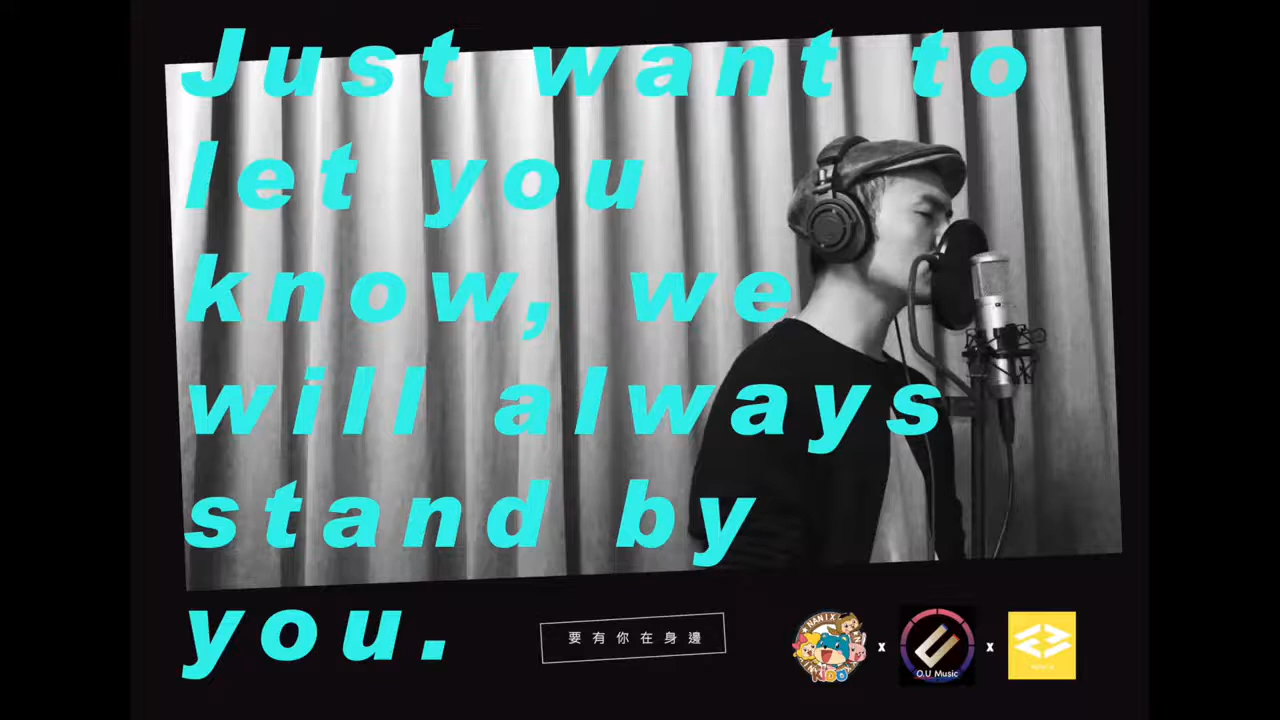 Just want to
let you
know, we
will always
stand by
you.
要有你在身邊
x
O.U Music
x